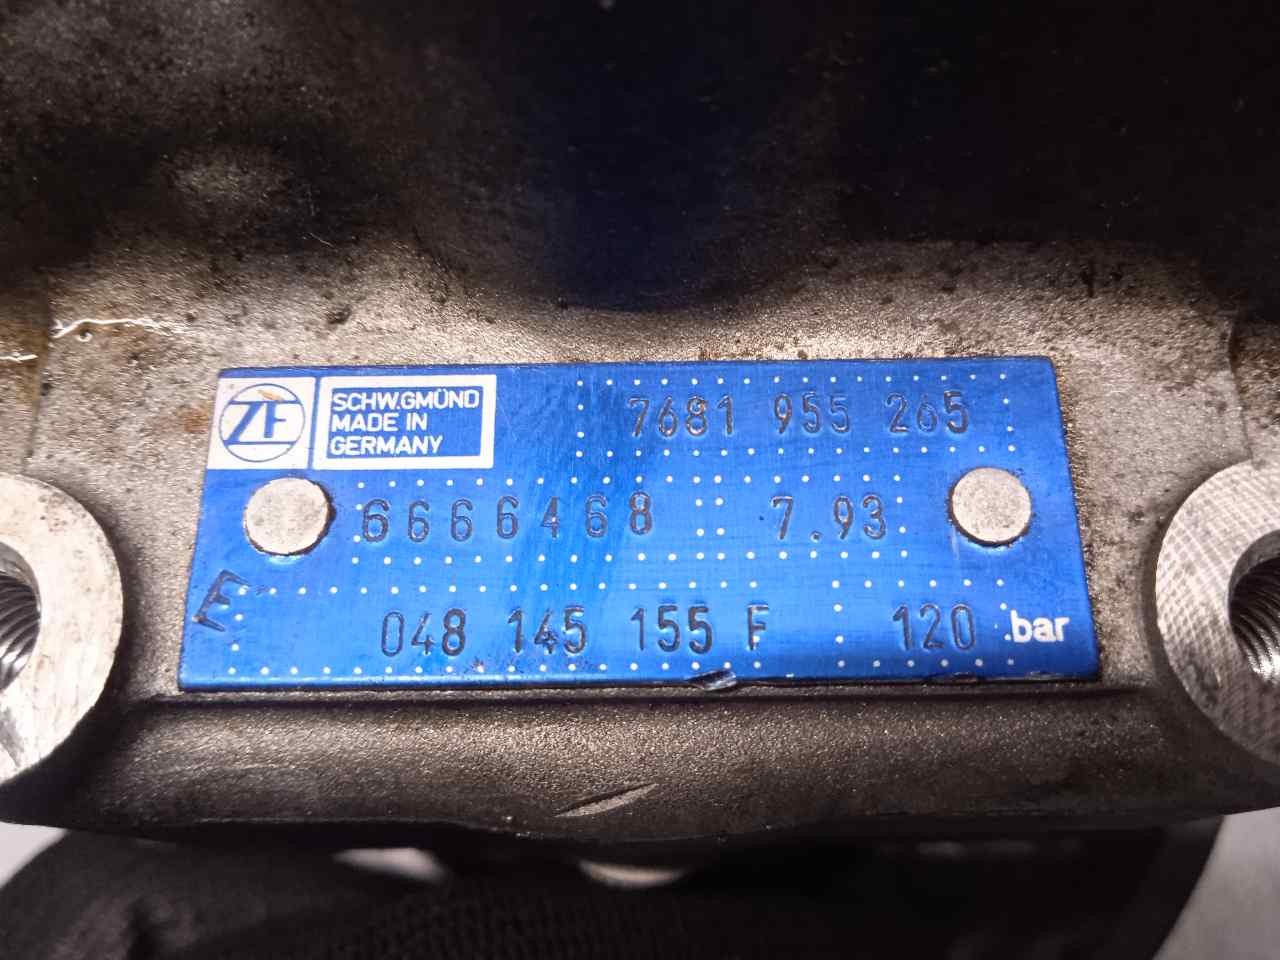 ZF
SCHW.GMÜND
MADE IN
GERMANY
7681 955 265
6666468 7.93
E
048 145 155 F 120 bar